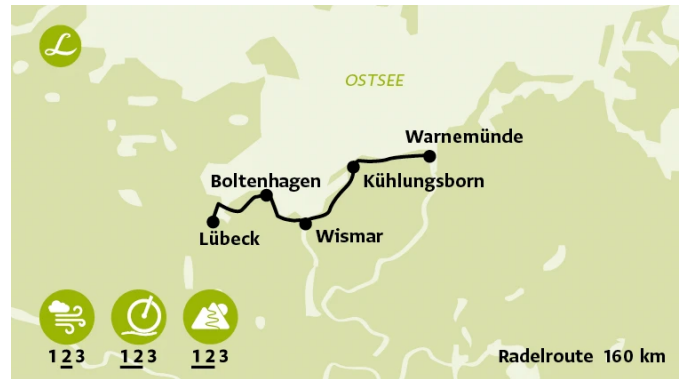 L
OSTSEE
Warnemünde
Boltenhagen
Kühlungsborn
Lübeck
Wismar
123
123
123
Radelroute 160 km